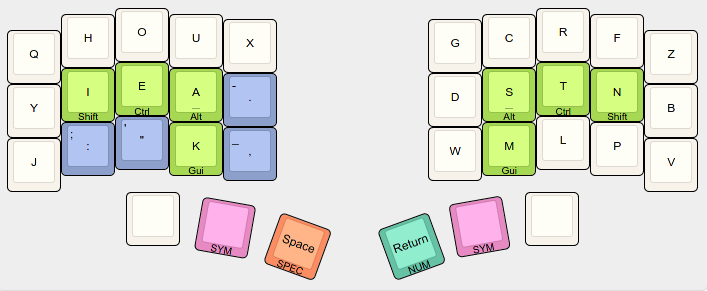 Q H O U X G C R F Z
Y I Shift E Ctrl A Alt - . D S Alt T Ctrl N Shift B
J ; : ' " K Gui _ , W M Gui L P V
SYM Space SPEC Return NUM SYM